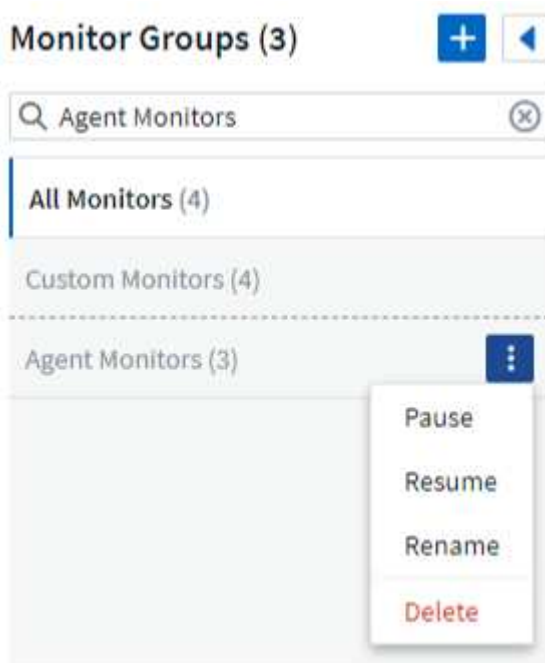 Monitor Groups (3)
Agent Monitors
All Monitors (4)
Custom Monitors (4)
Agent Monitors (3)
Pause
Resume
Rename
Delete